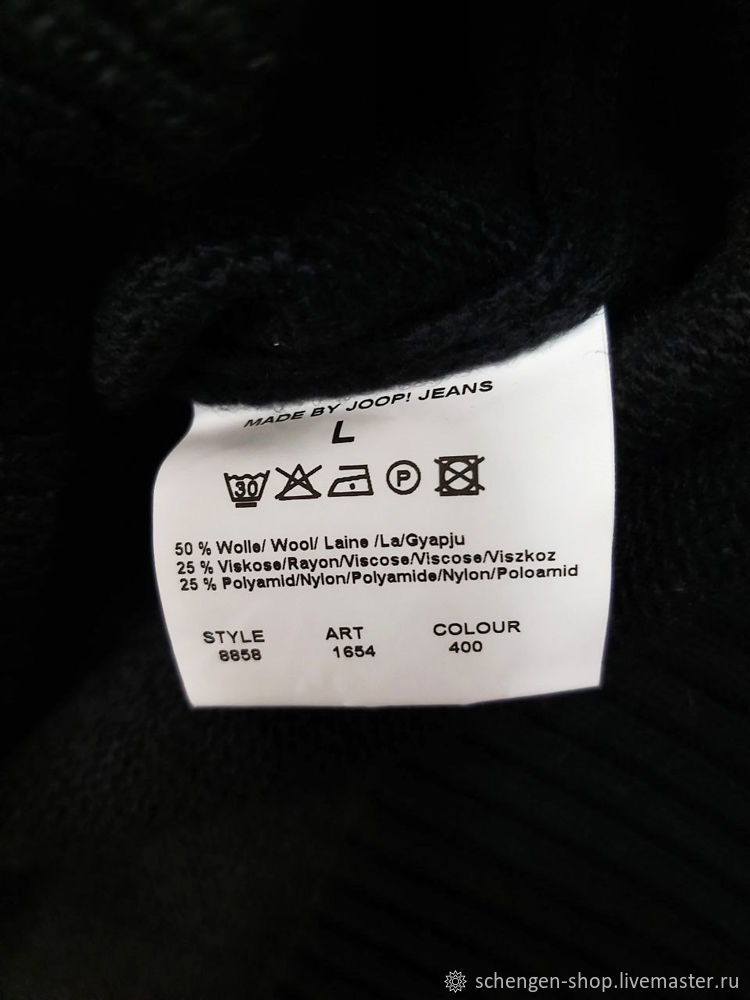 MADE BY JOOP! JEANS
L
30 P
50 % Wolle/ Wool/ Laine /La/Gyapju
25 % Viskose/Rayon/Viscose/Viscose/Viszkoz
25 % Polyamid/Nylon/Polyamide/Nylon/Poloamid
STYLE ART COLOUR
8858 1654 400
schengen-shop.livemaster.ru